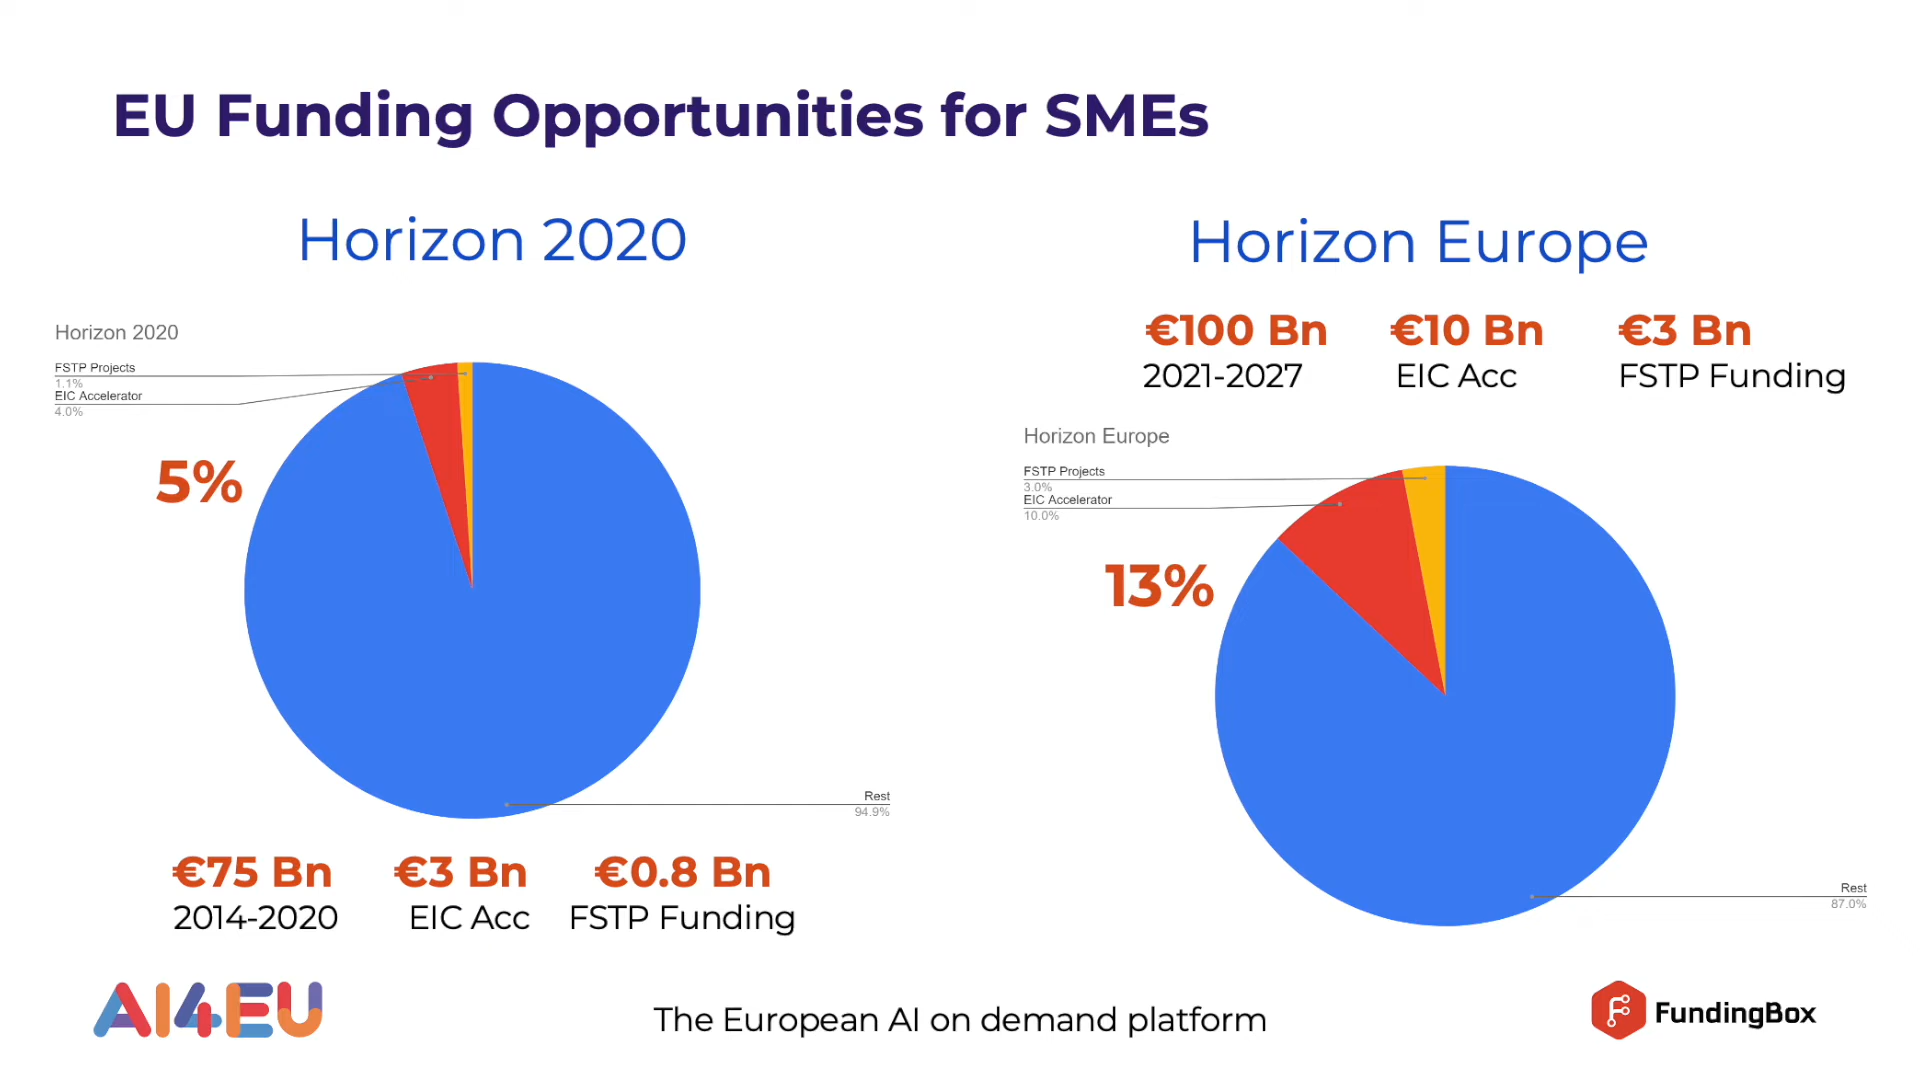 EU Funding Opportunities for SMEs
Horizon 2020
Horizon 2020
FSTP Projects
1.1%
EIC Accelerator
4.0%
5%
Rest
94.9%
€75 Bn
2014-2020
€3 Bn
EIC Acc
€0.8 Bn
FSTP Funding
Horizon Europe
€100 Bn
2021-2027
€10 Bn
EIC Acc
€3 Bn
FSTP Funding
Horizon Europe
FSTP Projects
3.0%
EIC Accelerator
10.0%
13%
Rest
87.0%
AI4EU
The European AI on demand platform
FundingBox